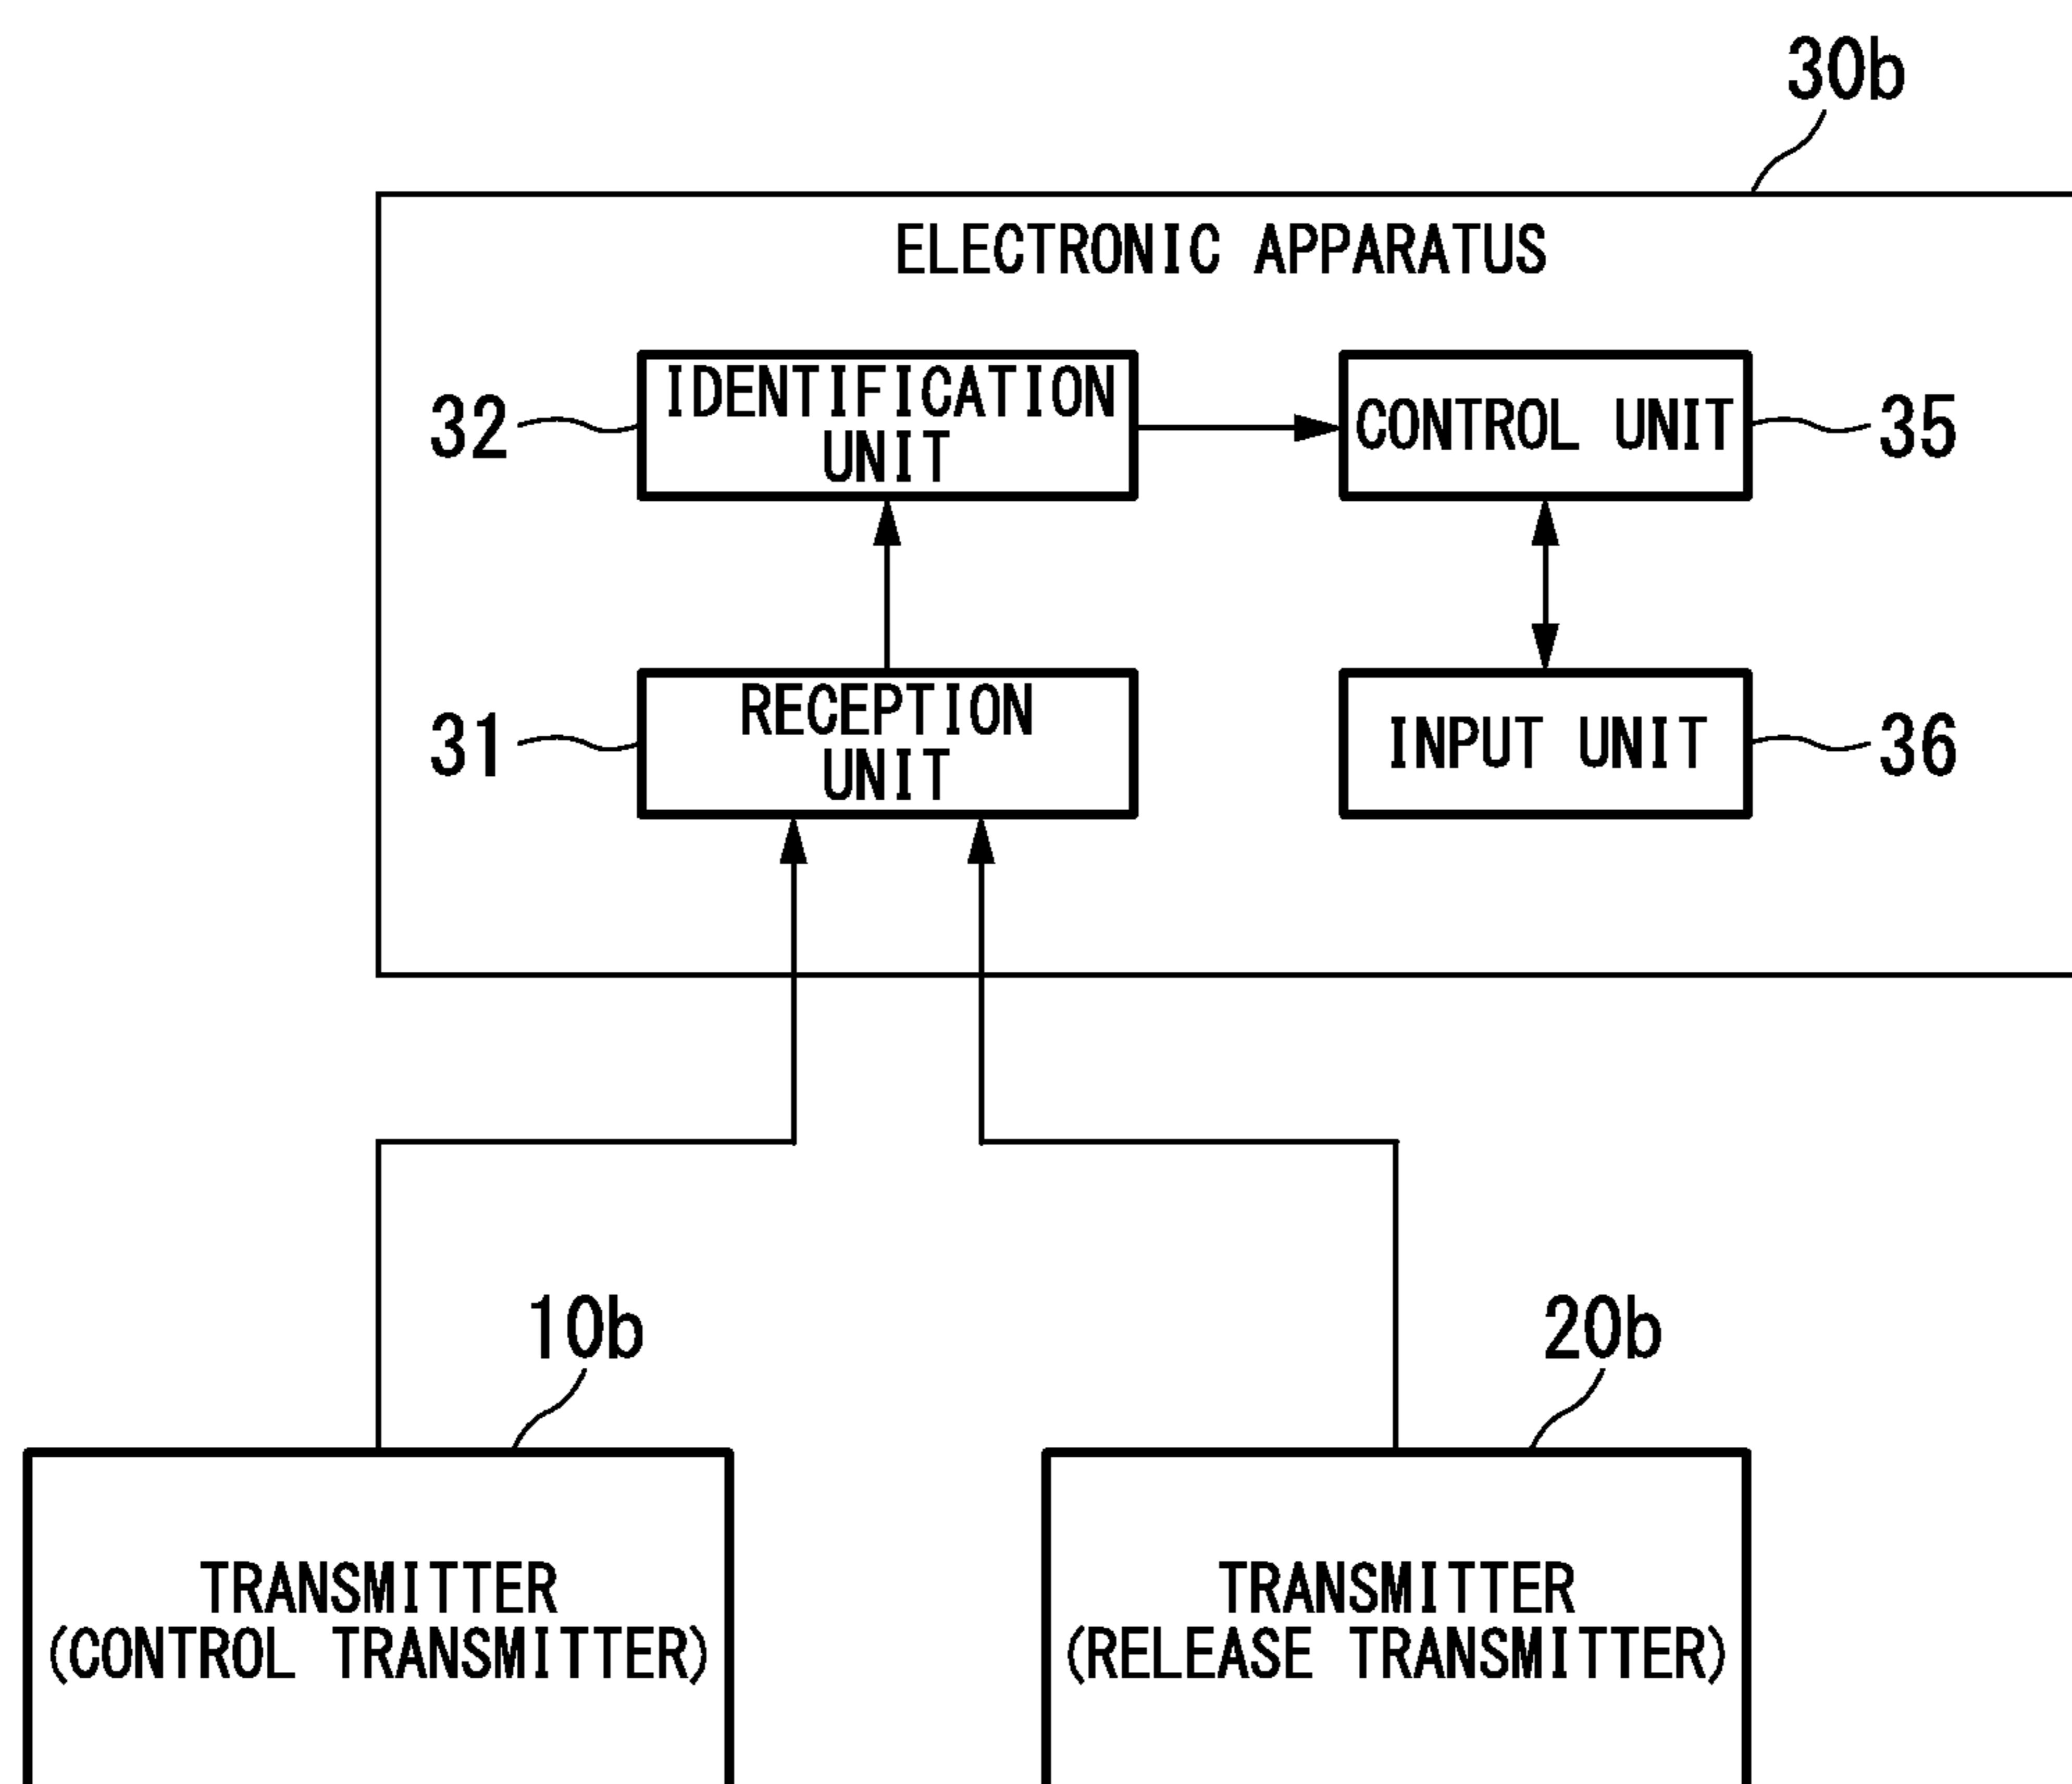 30b
ELECTRONIC APPARATUS
32
IDENTIFICATION
UNIT
CONTROL UNIT
35
31
RECEPTION
UNIT
INPUT UNIT
36
10b
20b
TRANSMITTER
(CONTROL TRANSMITTER)
TRANSMITTER
(RELEASE TRANSMITTER)